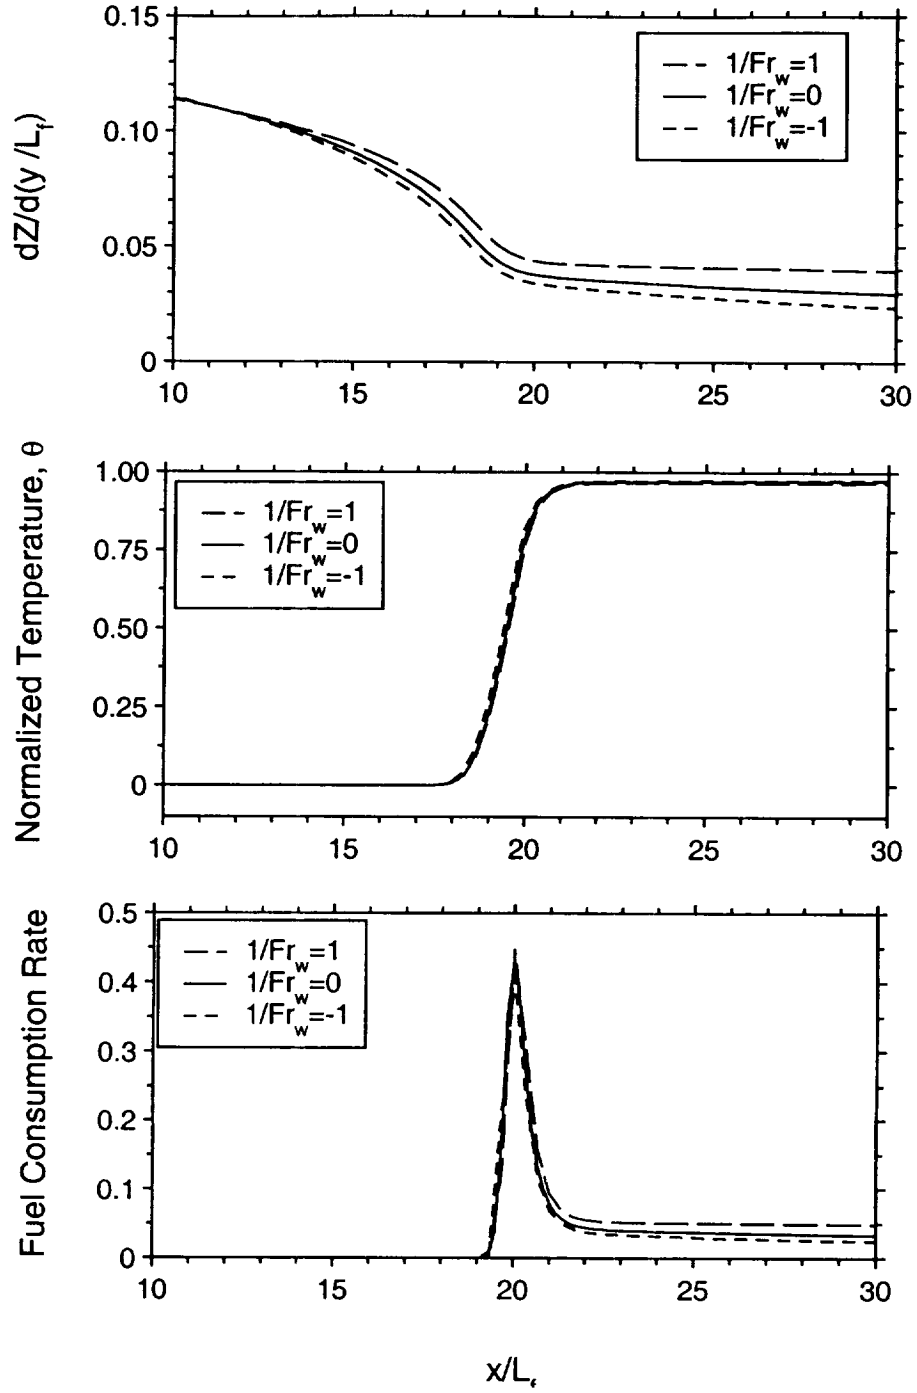 0.15
1/Fr_w=1
1/Fr_w=0
1/Fr_w=-1
0.10
dZ/d(y /L_f)
0.05
0
10 15 20 25 30
1.00
1/Fr_w=1
1/Fr_w=0
1/Fr_w=-1
0.75
Normalized Temperature, θ
0.50
0.25
0
10 15 20 25 30
0.5
1/Fr_w=1
1/Fr_w=0
1/Fr_w=-1
0.4
Fuel Consumption Rate
0.3
0.2
0.1
0
10 15 20 25 30
x/L_f